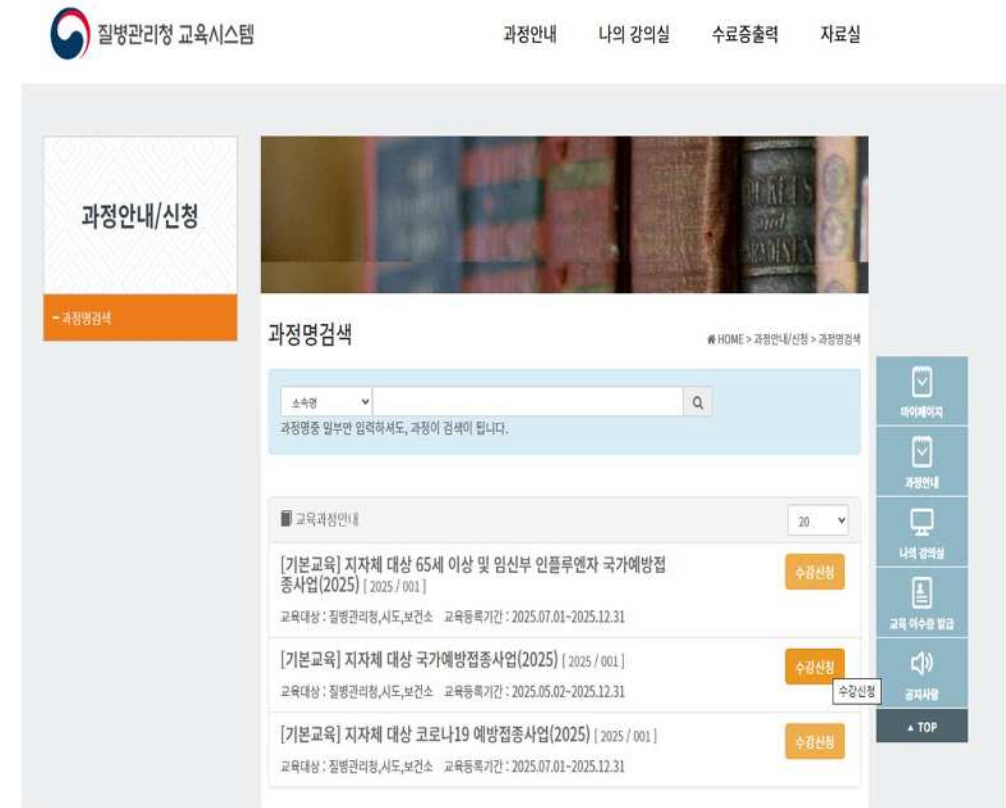 질병관리청 교육시스템
과정안내 나의 강의실 수료증출력 자료실
과정안내/신청
- 과정명검색
과정명검색
HOME > 과정안내/신청 > 과정명검색
소속명
과정명중 일부만 입력하셔도, 과정이 검색이 됩니다.
교육과정안내
20
[기본교육] 지자체 대상 65세 이상 및 임신부 인플루엔자 국가예방접
종사업(2025) [ 2025 / 001 ]
수강신청
교육대상 : 질병관리청,시도,보건소 교육등록기간 : 2025.07.01~2025.12.31
[기본교육] 지자체 대상 국가예방접종사업(2025) [ 2025 / 001 ]
수강신청
수강신청
교육대상 : 질병관리청,시도,보건소 교육등록기간 : 2025.05.02~2025.12.31
[기본교육] 지자체 대상 코로나19 예방접종사업(2025) [ 2025 / 001 ]
수강신청
교육대상 : 질병관리청,시도,보건소 교육등록기간 : 2025.07.01~2025.12.31
마이페이지
과정안내
나의 강의실
교육 이수증 발급
공지사항
▲ TOP